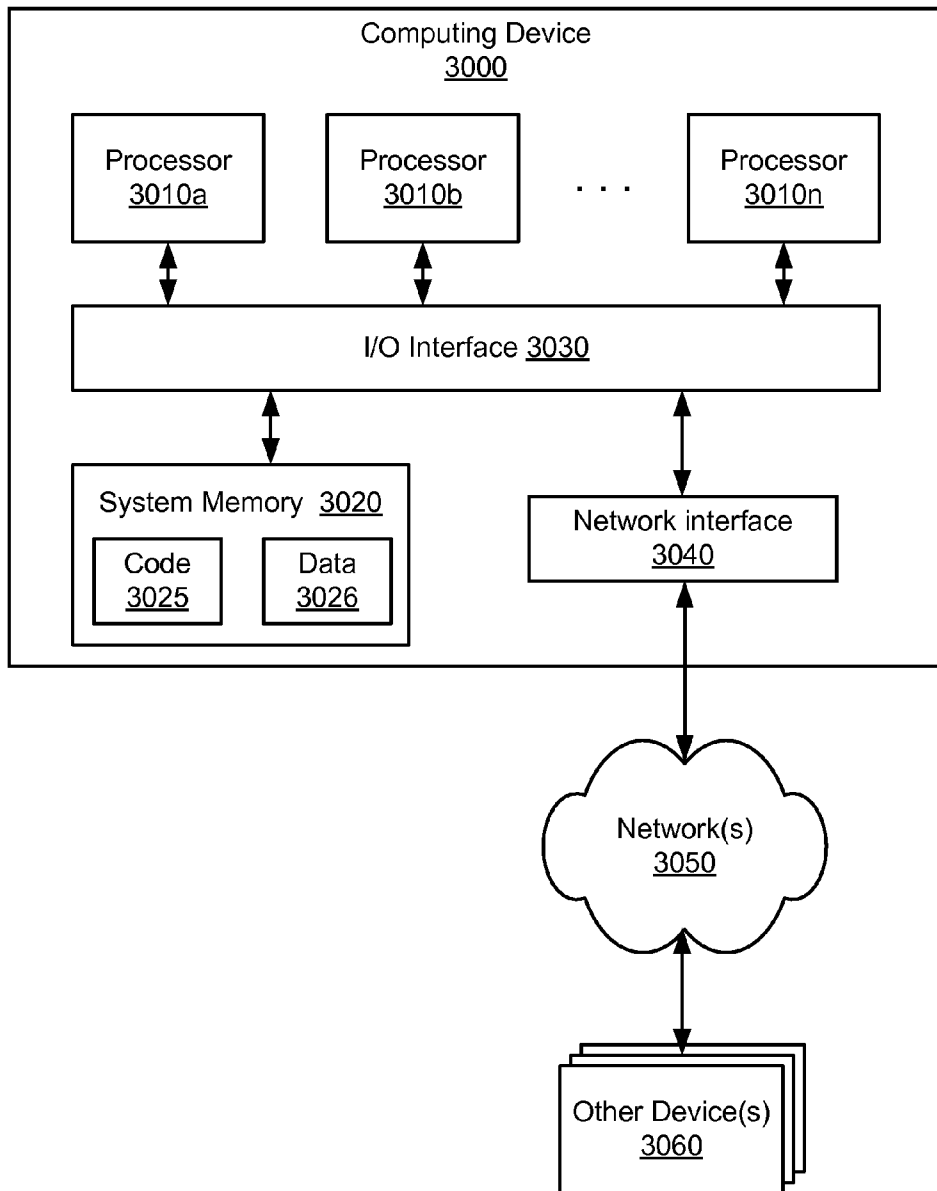 Computing Device
3000
Processor
3010a
Processor
3010b
. . .
Processor
3010n
I/O Interface 3030
System Memory 3020
Code
3025
Data
3026
Network interface
3040
Network(s)
3050
Other Device(s)
3060